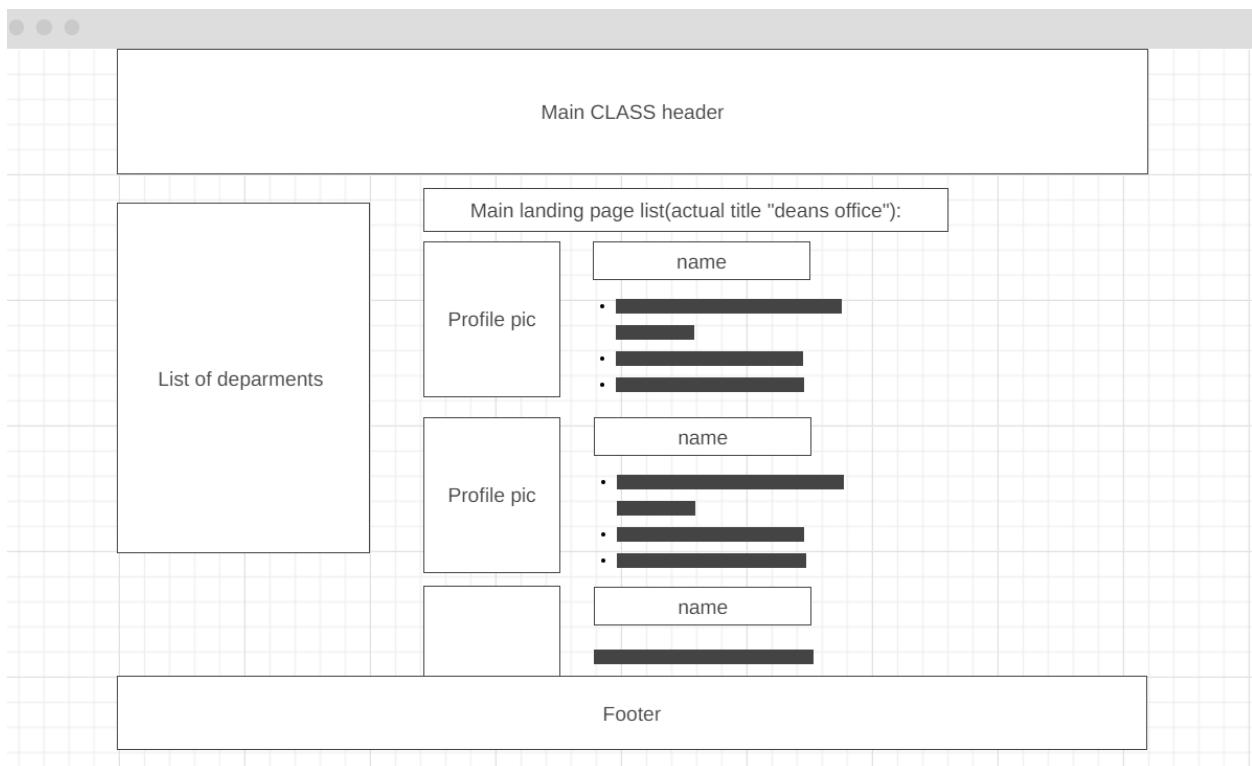 Main CLASS header
Main landing page list(actual title "deans office"):
List of deparments
Profile pic
name
Profile pic
name
name
Footer